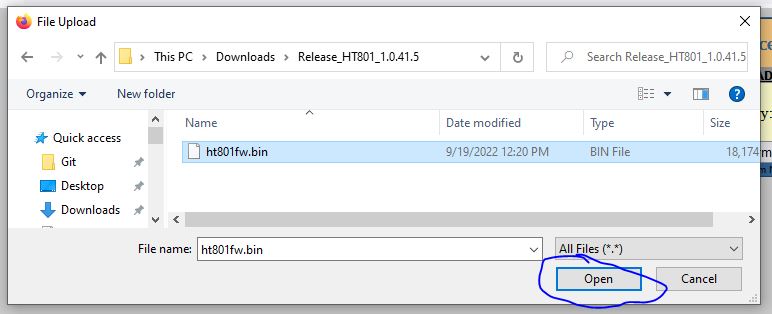 File Upload
This PC > Downloads > Release_HT801_1.0.41.5
Search Release_HT801_1.0.41.5
Organize
New folder
Name
Date modified
Type
Size
Quick access
ht801fw.bin
9/19/2022 12:20 PM
BIN File
18,174
Git
Desktop
Downloads
File name:
ht801fw.bin
All Files (*.*)
Open
Cancel